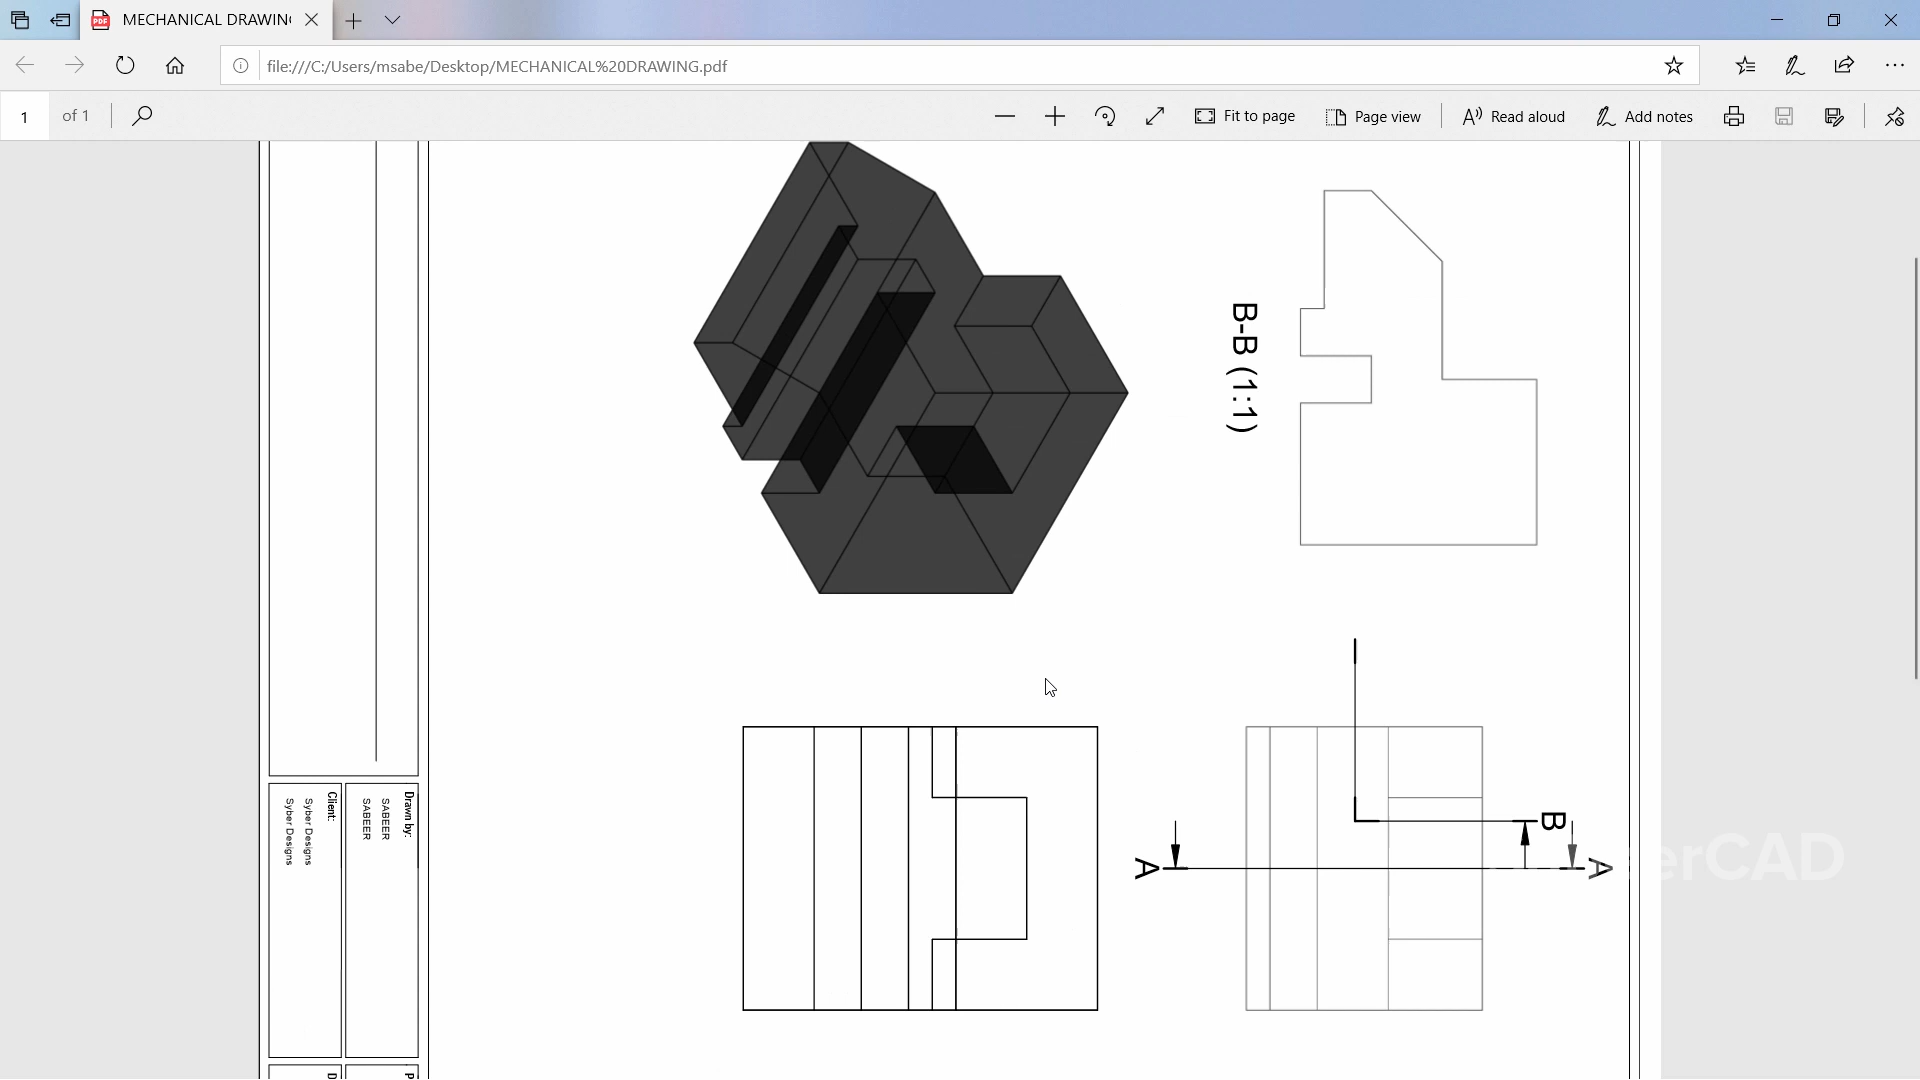 MECHANICAL DRAWIN
file:///C:/Users/msabe/Desktop/MECHANICAL%20DRAWING.pdf
1 of 1
Fit to page
Page view
Read aloud
Add notes
B-B (1:1)
B
A
A
Drawn by:
SABEER
SABEER
Client:
Syber Designs
Syber Designs
P
D
erCAD